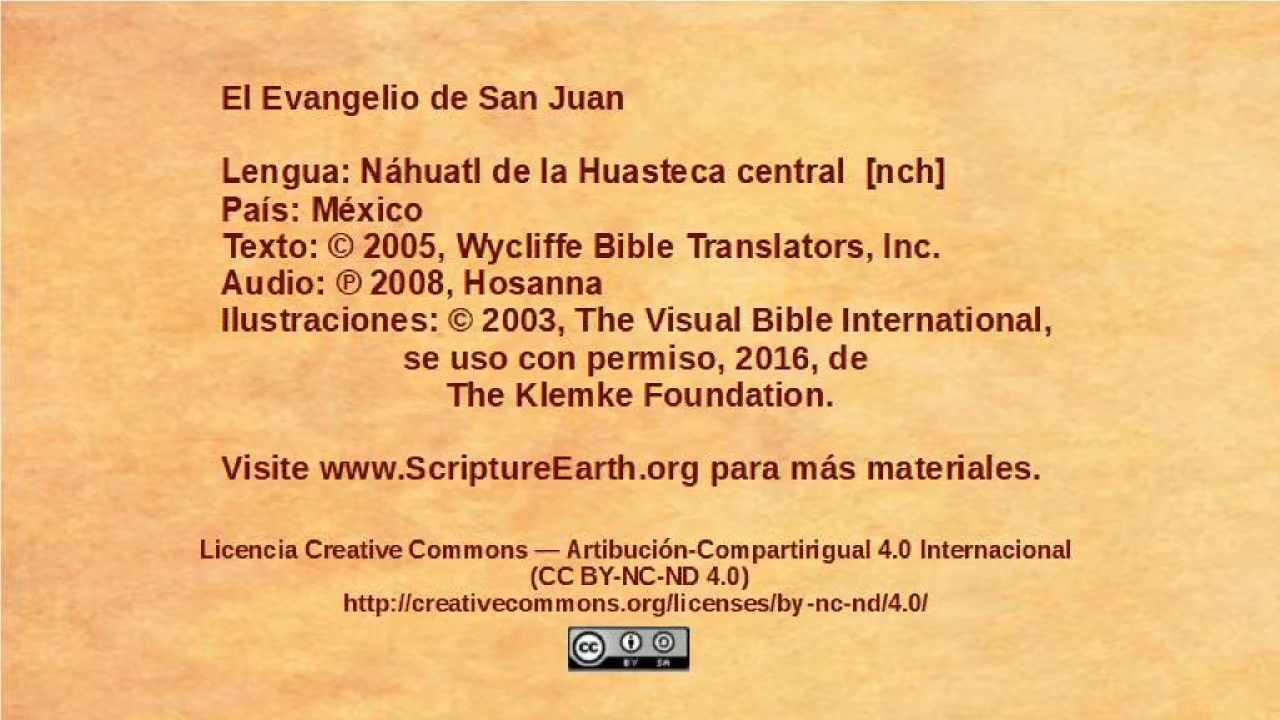 El Evangelio de San Juan
Lengua: Náhuatl de la Huasteca central [nch]
País: México
Texto: © 2005, Wycliffe Bible Translators, Inc.
Audio: ℗ 2008, Hosanna
Ilustraciones: © 2003, The Visual Bible International,
se uso con permiso, 2016, de
The Klemke Foundation.
Visite www.ScriptureEarth.org para más materiales.
Licencia Creative Commons — Artibución-Compartirigual 4.0 Internacional
(CC BY-NC-ND 4.0)
http://creativecommons.org/licenses/by-nc-nd/4.0/
cc BY SA